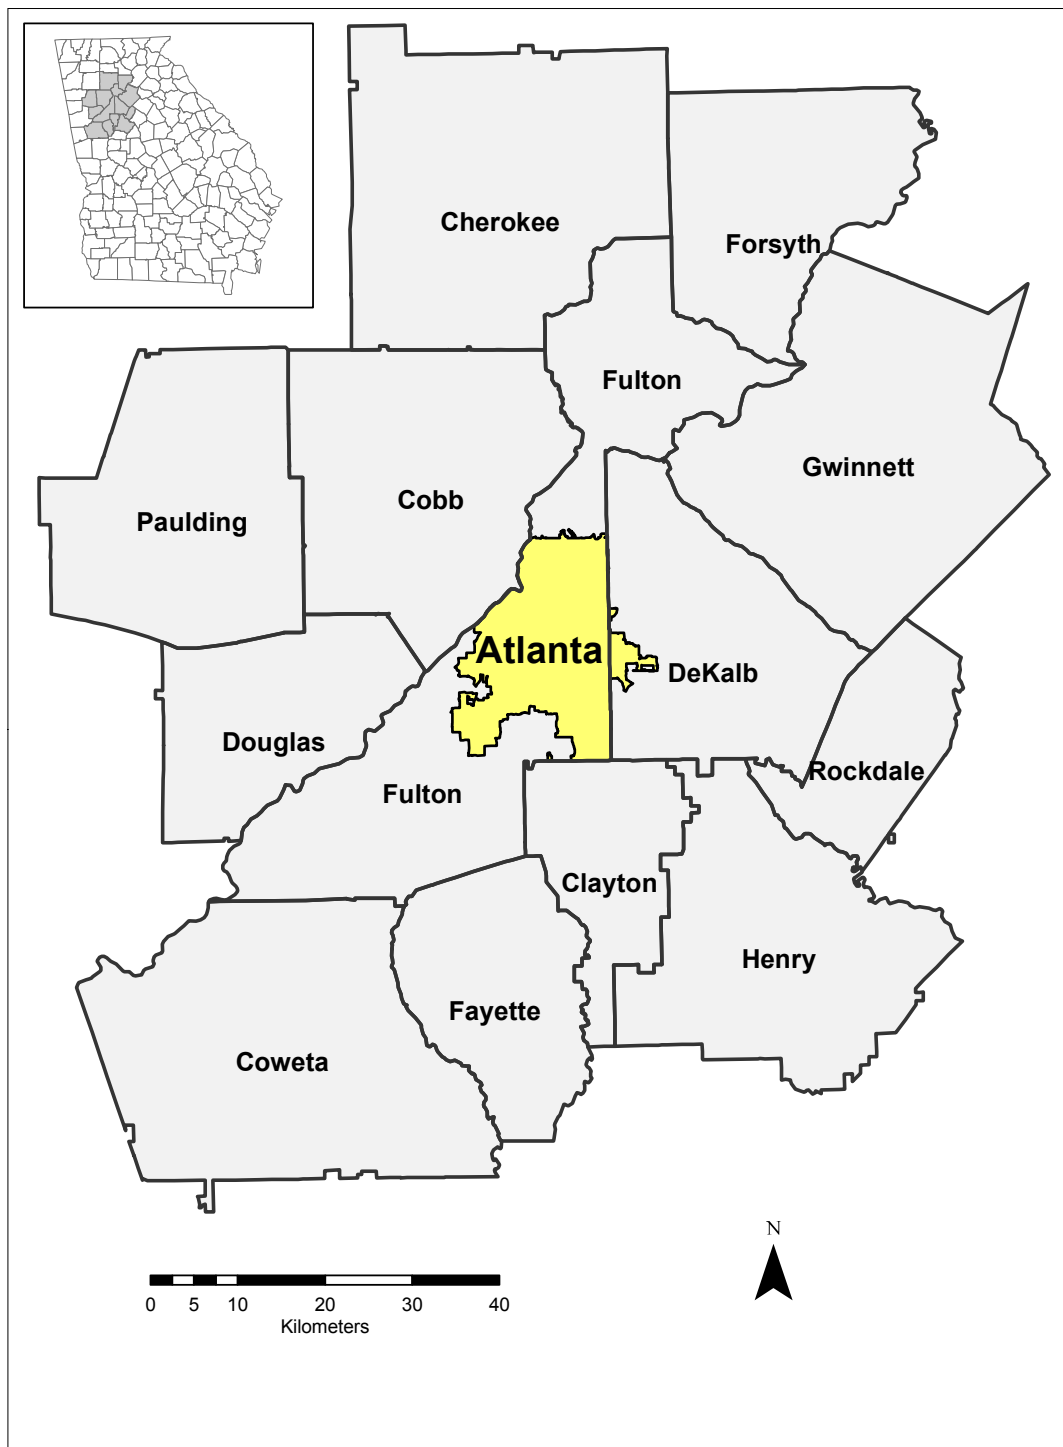 Cherokee
Forsyth
Fulton
Gwinnett
Cobb
Paulding
Atlanta
DeKalb
Douglas
Rockdale
Fulton
Clayton
Henry
Fayette
Coweta
N
0 5 10 20 30 40
Kilometers